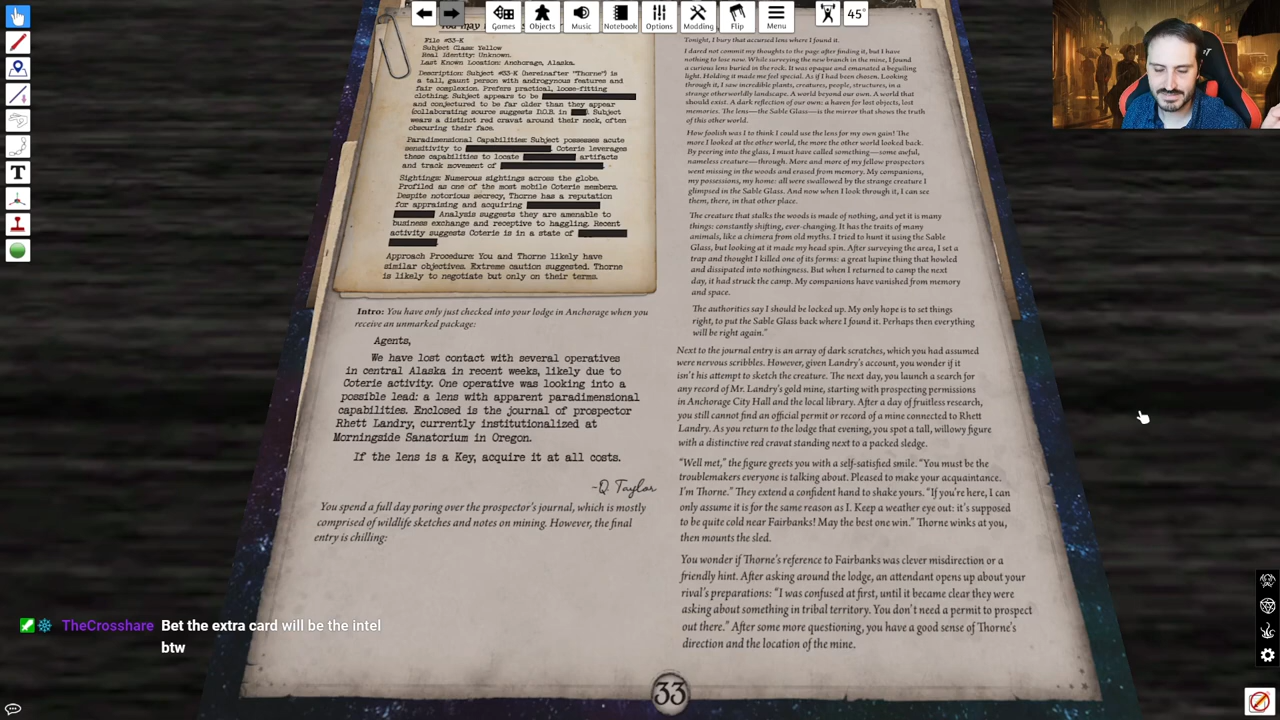 Games
Objects
Music
Notebook
Options
Modding
Flip
Menu
45°
T
File #33-K
Subject Class: Yellow
Real Identity: Unknown.
Last Known Location: Anchorage, Alaska.
Description: Subject #33-K (hereinafter "Thorne") is
a tall, gaunt person with androgynous features and
fair complexion. Prefers practical, loose-fitting
clothing. Subject appears to be
and conjectured to be far older than they appear
(collaborating source suggests D.O.B. in . Subject
wears a distinct red cravat around their neck, often
obscuring their face.
Paradimensional Capabilities: Subject possesses acute
sensitivity to . Coterie leverages
these capabilities to locate artifacts
and track movement of .
Sightings: Numerous sightings across the globe.
Profiled as one of the most mobile Coterie members.
Despite notorious secrecy, Thorne has a reputation
for appraising and acquiring
Analysis suggests they are amenable to
business exchange and receptive to haggling. Recent
activity suggests Coterie is in a state of
Approach Procedure: You and Thorne likely have
similar objectives. Extreme caution suggested. Thorne
is likely to negotiate but only on their terms.
Intro: You have only just checked into your lodge in Anchorage when you
receive an unmarked package:
Agents,
We have lost contact with several operatives
in central Alaska in recent weeks, likely due to
Coterie activity. One operative was looking into a
possible lead: a lens with apparent paradimensional
capabilities. Enclosed is the journal of prospector
Rhett Landry, currently institutionalized at
Morningside Sanatorium in Oregon.
If the lens is a Key, acquire it at all costs.
-Q. Taylor
You spend a full day poring over the prospector's journal, which is mostly
comprised of wildlife sketches and notes on mining. However, the final
entry is chilling:
Tonight, I bury that accursed lens where I found it.
I dared not commit my thoughts to the page after finding it, but I have
nothing to lose now. While surveying the new branch in the mine, I found
a curious lens buried in the rock. It was opaque and emanated a beguiling
light. Holding it made me feel special. As if I had been chosen. Looking
through it, I saw incredible plants, creatures, people, structures, in a
strange otherworldly landscape. A world beyond our own. A world that
should exist. A dark reflection of our own: a haven for lost objects, lost
memories. The lens—the Sable Glass—is the mirror that shows the truth
of this other world.
How foolish was I to think I could use the lens for my own gain! The
more I looked at the other world, the more the other world looked back.
By peering into the glass, I must have called something—some awful,
nameless creature—through. More and more of my fellow prospectors
went missing in the woods and erased from memory. My companions,
my possessions, my home: all were swallowed by the strange creature I
glimpsed in the Sable Glass. And now when I look through it, I can see
them, there, in that other place.
The creature that stalks the woods is made of nothing, and yet it is many
things: constantly shifting, ever-changing. It has the traits of many
animals, like a chimera from old myths. I tried to hunt it using the Sable
Glass, but looking at it made my head spin. After surveying the area, I set a
trap and thought I killed one of its forms: a great lupine thing that howled
and dissipated into nothingness. But when I returned to camp the next
day, it had struck the camp. My companions have vanished from memory
and space.
The authorities say I should be locked up. My only hope is to set things
right, to put the Sable Glass back where I found it. Perhaps then everything
will be right again."
Next to the journal entry is an array of dark scratches, which you had assumed
were nervous scribbles. However, given Landry's account, you wonder if it
isn't his attempt to sketch the creature. The next day, you launch a search for
any record of Mr. Landry's gold mine, starting with prospecting permissions
in Anchorage City Hall and the local library. After a day of fruitless research,
you still cannot find an official permit or record of a mine connected to Rhett
Landry. As you return to the lodge that evening, you spot a tall, willowy figure
with a distinctive red cravat standing next to a packed sledge.
"Well met," the figure greets you with a self-satisfied smile. "You must be the
troublemakers everyone is talking about. Pleased to make your acquaintance.
I'm Thorne." They extend a confident hand to shake yours. "If you're here, I can
only assume it is for the same reason as I. Keep a weather eye out: it's supposed
to be quite cold near Fairbanks! May the best one win." Thorne winks at you,
then mounts the sled.
You wonder if Thorne's reference to Fairbanks was clever misdirection or a
friendly hint. After asking around the lodge, an attendant opens up about your
rival's preparations: "I was confused at first, until it became clear they were
asking about something in tribal territory. You don't need a permit to prospect
out there." After some more questioning, you have a good sense of Thorne's
direction and the location of the mine.
33
TheCrosshare Bet the extra card will be the intel
btw